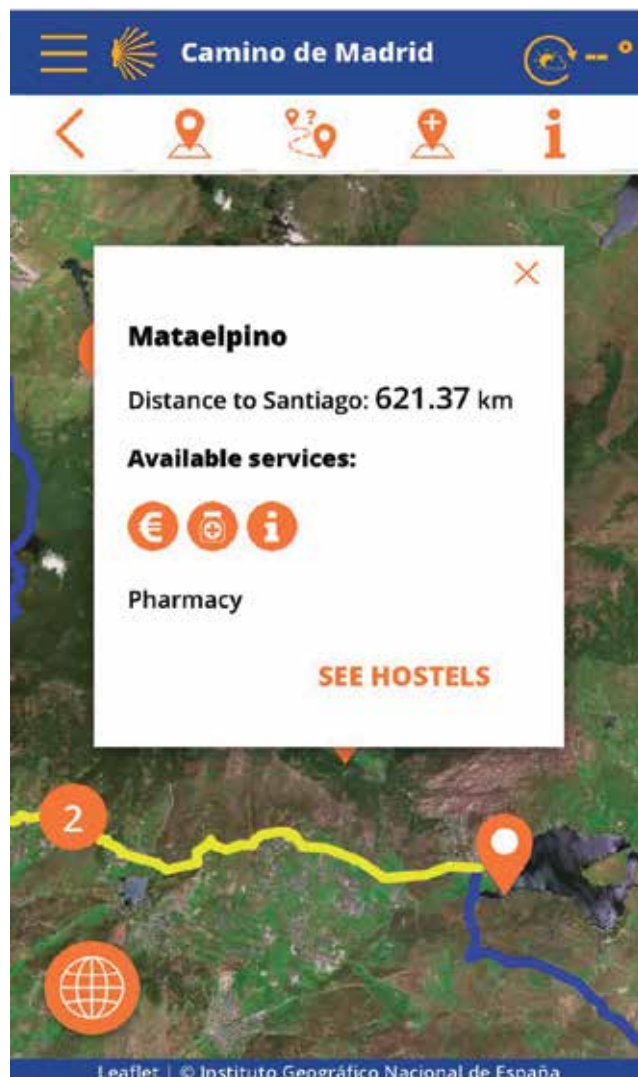 Camino de Madrid
-- °
?
Mataelpino
Distance to Santiago: 621.37 km
Available services:
€ i
Pharmacy
SEE HOSTELS
2
Leaflet | © Instituto Geográfico Nacional de España